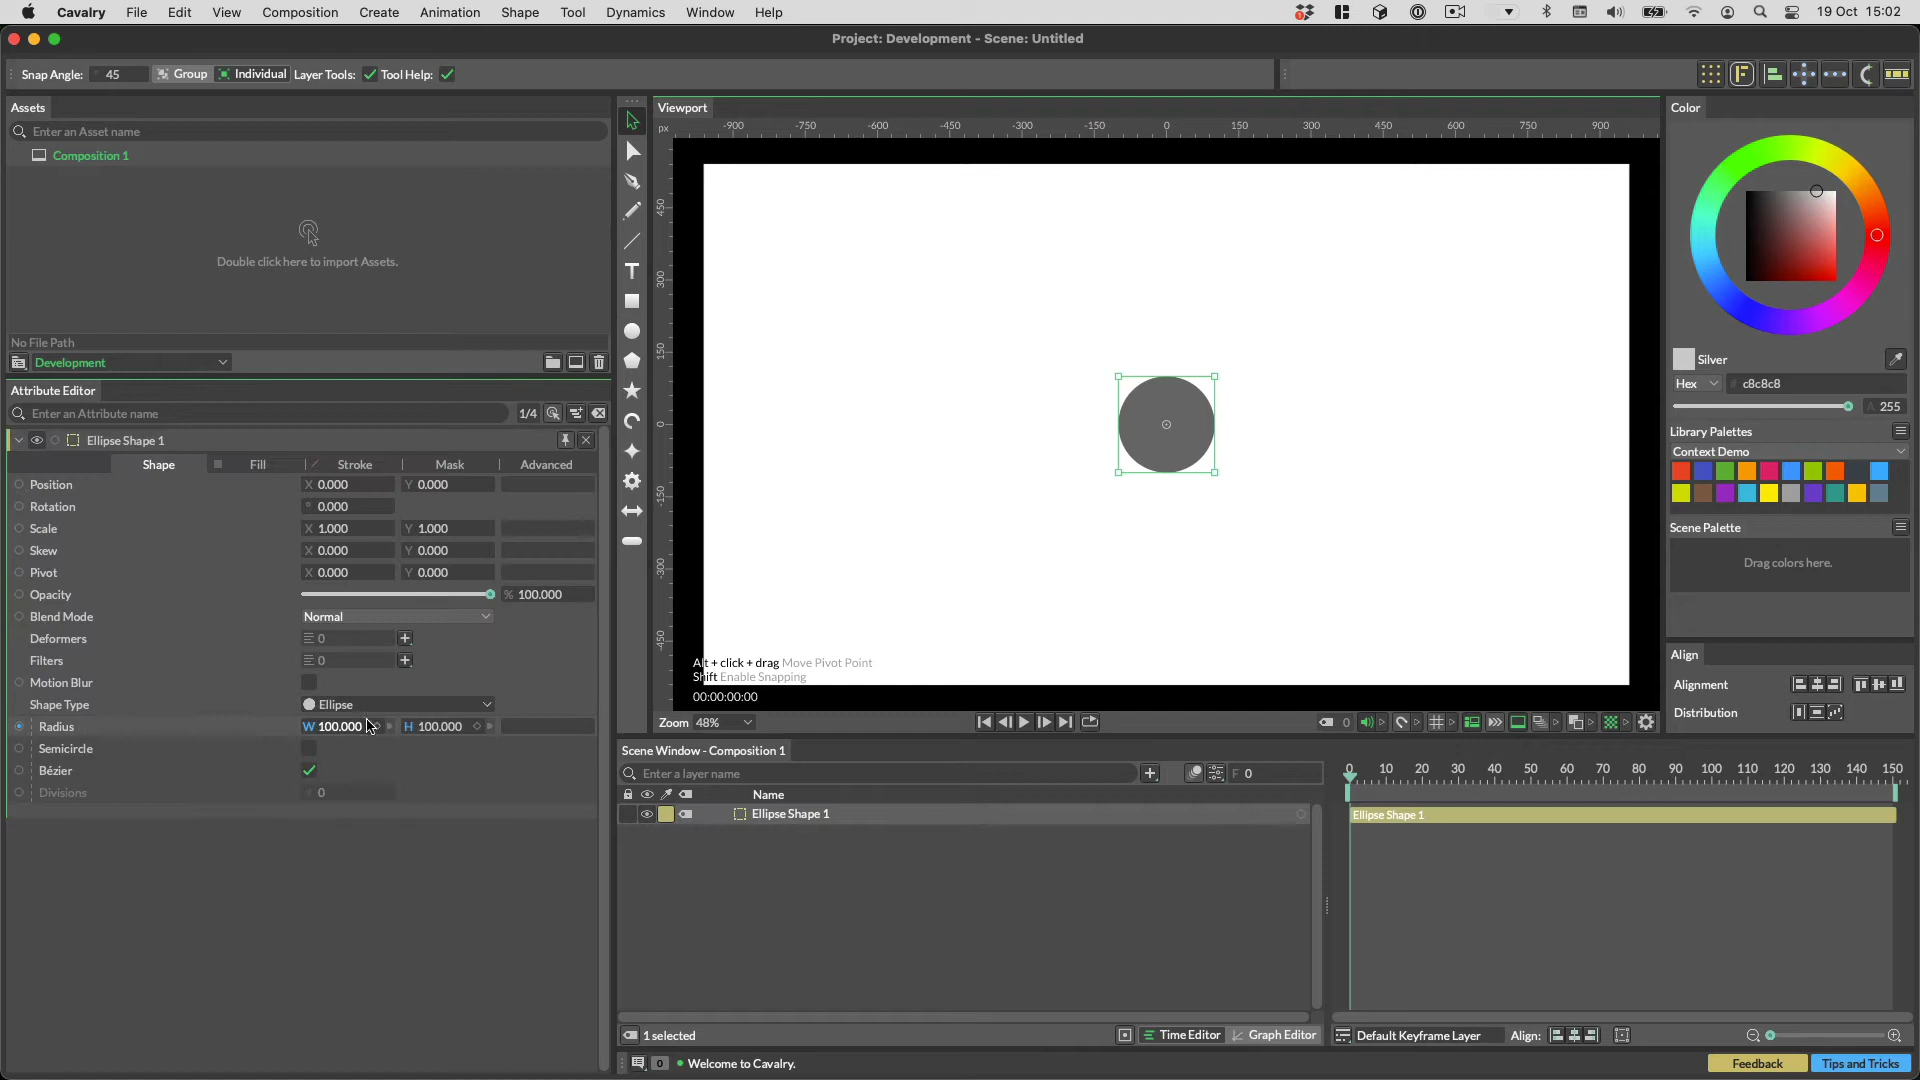 Cavalry File Edit View Composition Create Animation Shape Tool Dynamics Window Help 19 Oct 15:02
Project: Development - Scene: Untitled
Snap Angle: 45 Group Individual Layer Tools: Tool Help:
Assets
Enter an Asset name
Composition 1
Double click here to import Assets.
No File Path
Development
Attribute Editor
Enter an Attribute name 1/4
Ellipse Shape 1
Shape Fill Stroke Mask Advanced
Position X 0.000 Y 0.000
Rotation ° 0.000
Scale X 1.000 Y 1.000
Skew X 0.000 Y 0.000
Pivot X 0.000 Y 0.000
Opacity % 100.000
Blend Mode Normal
Deformers 0
Filters 0
Motion Blur
Shape Type Ellipse
Radius W 100.000 H 100.000
Semicircle
Bézier
Divisions 0
Viewport
px -900 -750 -600 -450 -300 -150 0 150 300 450 600 750 900
450
300
150
0
-150
-300
-450
Alt + click + drag Move Pivot Point
Shift Enable Snapping
00:00:00:00
Zoom 48% 0
Scene Window - Composition 1
Enter a layer name F 0
Name
Ellipse Shape 1
0 10 20 30 40 50 60 70 80 90 100 110 120 130 140 150
Ellipse Shape 1
1 selected Time Editor Graph Editor Default Keyframe Layer Align:
0 Welcome to Cavalry. Feedback Tips and Tricks
Color
Silver
Hex # c8c8c8
A 255
Library Palettes
Context Demo
Scene Palette
Drag colors here.
Align
Alignment
Distribution